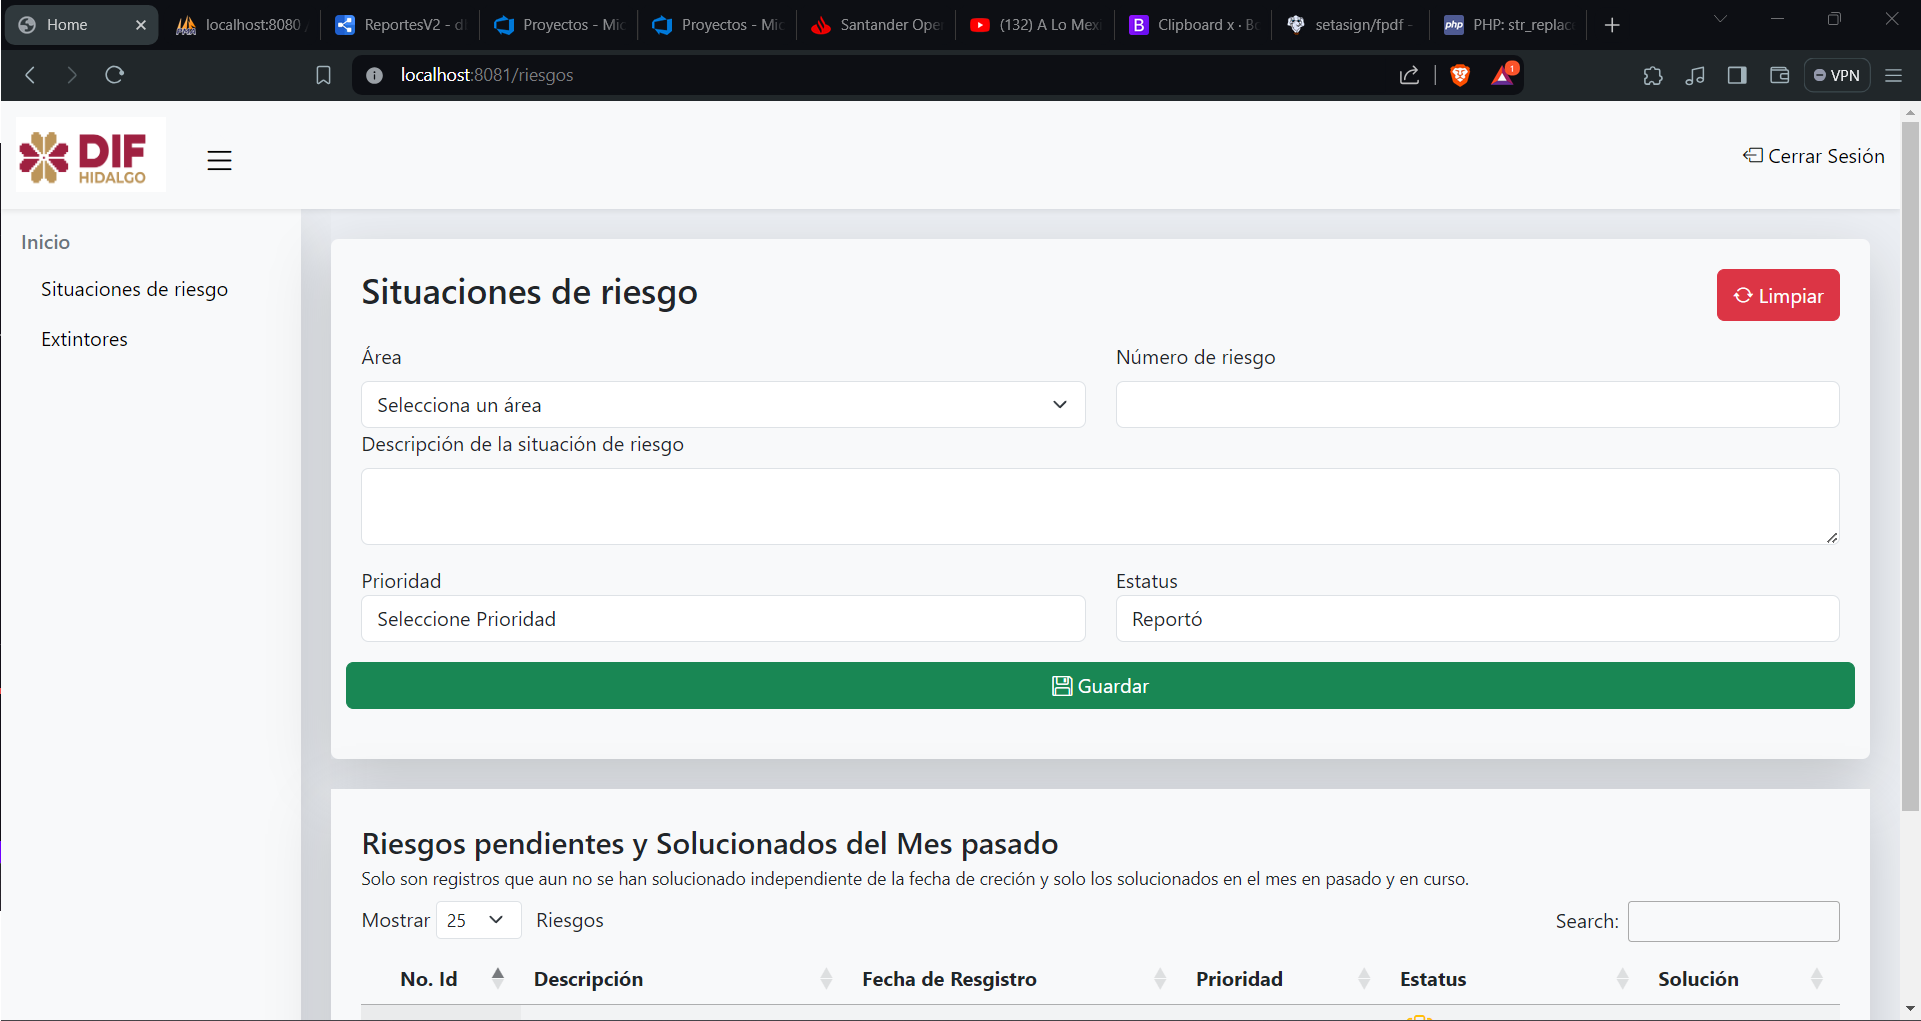 Home
localhost:8080 /
ReportesV2 - dl
Proyectos - Mic
Proyectos - Mic
Santander Ope
(132) A Lo Mex
Clipboard x · Bo
setasign/fpdf -
PHP: str_replac
localhost:8081/riesgos
1
VPN
DIF
HIDALGO
Cerrar Sesión
Inicio
Situaciones de riesgo
Extintores
Situaciones de riesgo
Limpiar
Área
Número de riesgo
Selecciona un área
Descripción de la situación de riesgo
Prioridad
Estatus
Seleccione Prioridad
Reportó
Guardar
Riesgos pendientes y Solucionados del Mes pasado
Solo son registros que aun no se han solucionado independiente de la fecha de creción y solo los solucionados en el mes en pasado y en curso.
Mostrar 25 Riesgos
Search:
No. Id Descripción Fecha de Resgistro Prioridad Estatus Solución